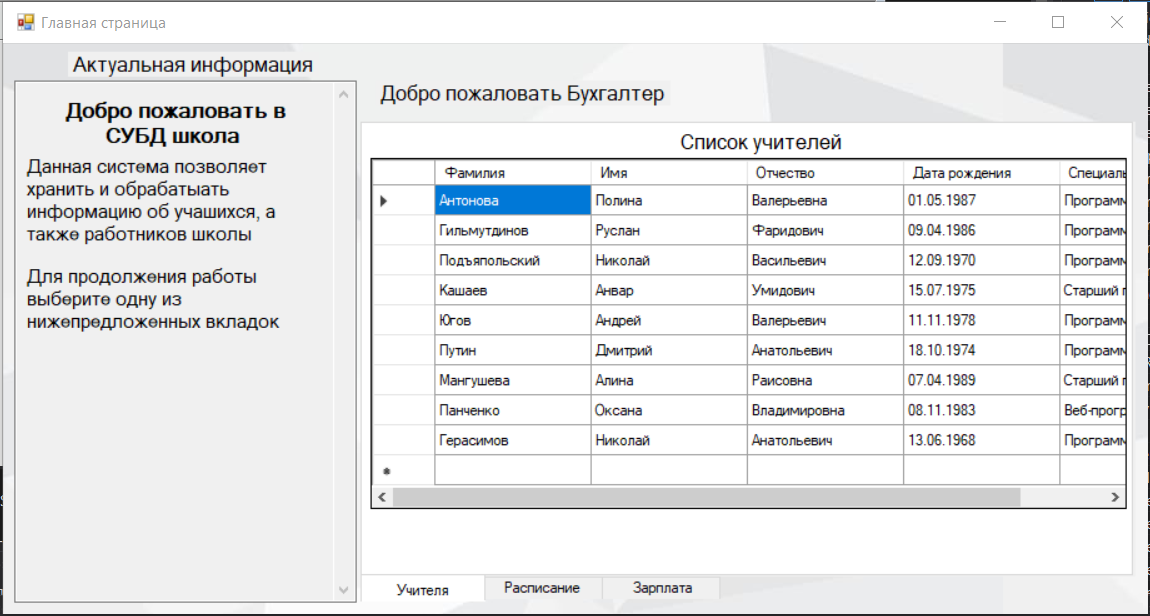 Главная страница
Актуальная информация
Добро пожаловать в
СУБД школа
Данная система позволяет
хранить и обрабатыать
информацию об учашихся, а
также работников школы
Для продолжения работы
выберите одну из
нижепредложенных вкладок
Добро пожаловать Бухгалтер
Список учителей
Фамилия Имя Отчество Дата рождения Специаль
Антонова Полина Валерьевна 01.05.1987 Программ
Гильмутдинов Руслан Фаридович 09.04.1986 Программ
Подъяпольский Николай Васильевич 12.09.1970 Программ
Кашаев Анвар Умидович 15.07.1975 Старший п
Югов Андрей Валерьевич 11.11.1978 Программ
Путин Дмитрий Анатольевич 18.10.1974 Программ
Мангушева Алина Раисовна 07.04.1989 Старший п
Панченко Оксана Владимировна 08.11.1983 Веб-прогр
Герасимов Николай Анатольевич 13.06.1968 Программ
Учителя Расписание Зарплата